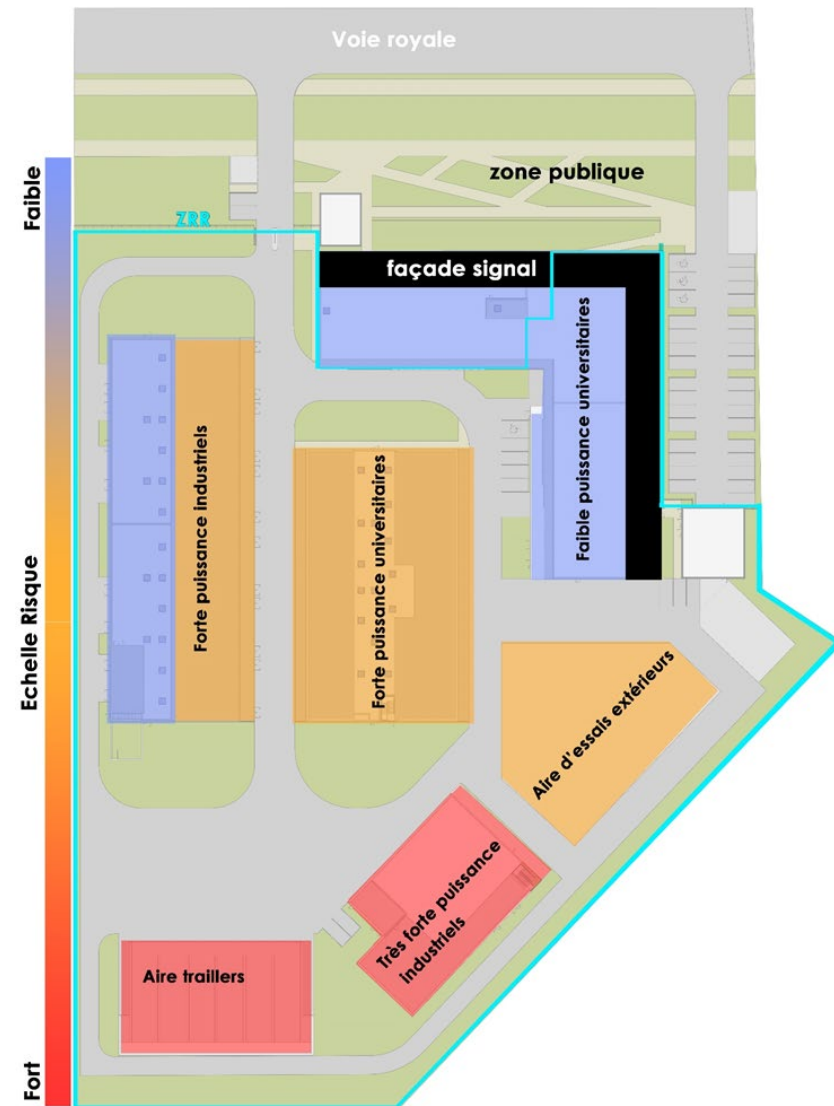 Voie royale
zone publique
Faible
ZRR
façade signal
Forte puissance industriels
Forte puissance universitaires
Faible puissance universitaires
Echelle Risque
Aire d'essais extérieurs
Très forte puissance
industriels
Aire traillers
Fort